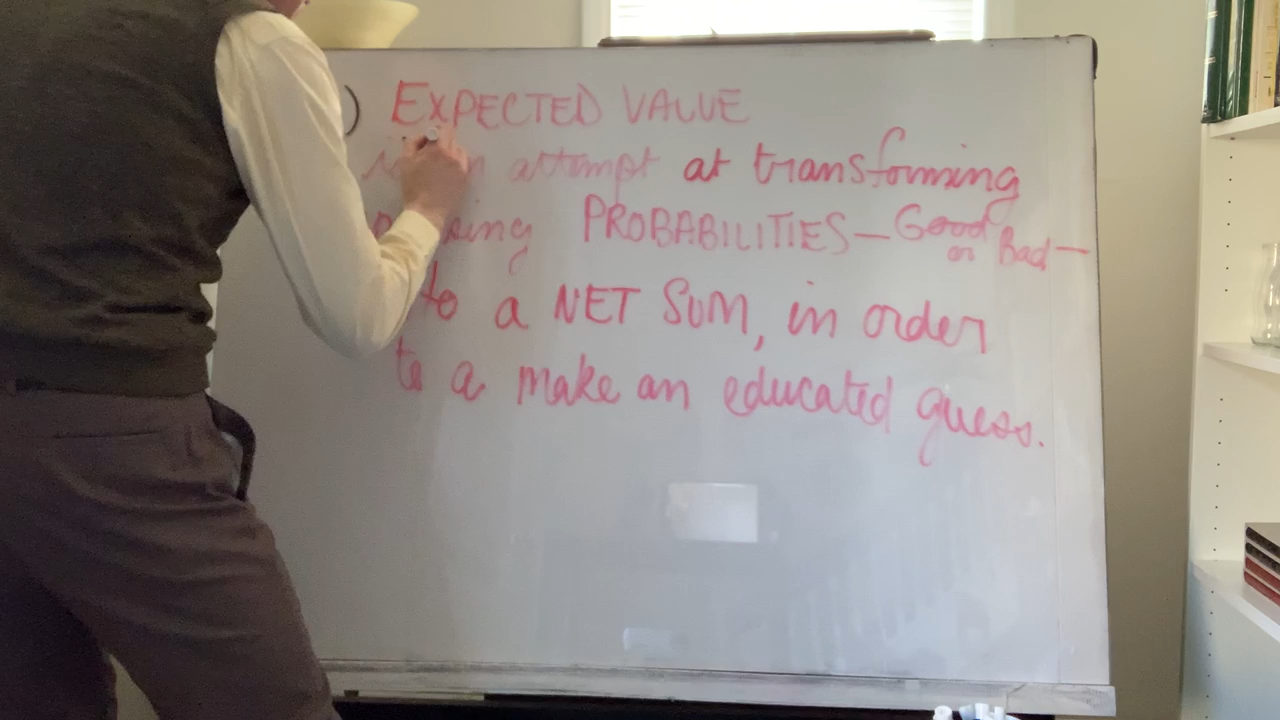 ) EXPECTED VALUE
attempt at transforming
PROBABILITIES—Good or Bad—
to a NET SUM, in order
to a make an educated guess.